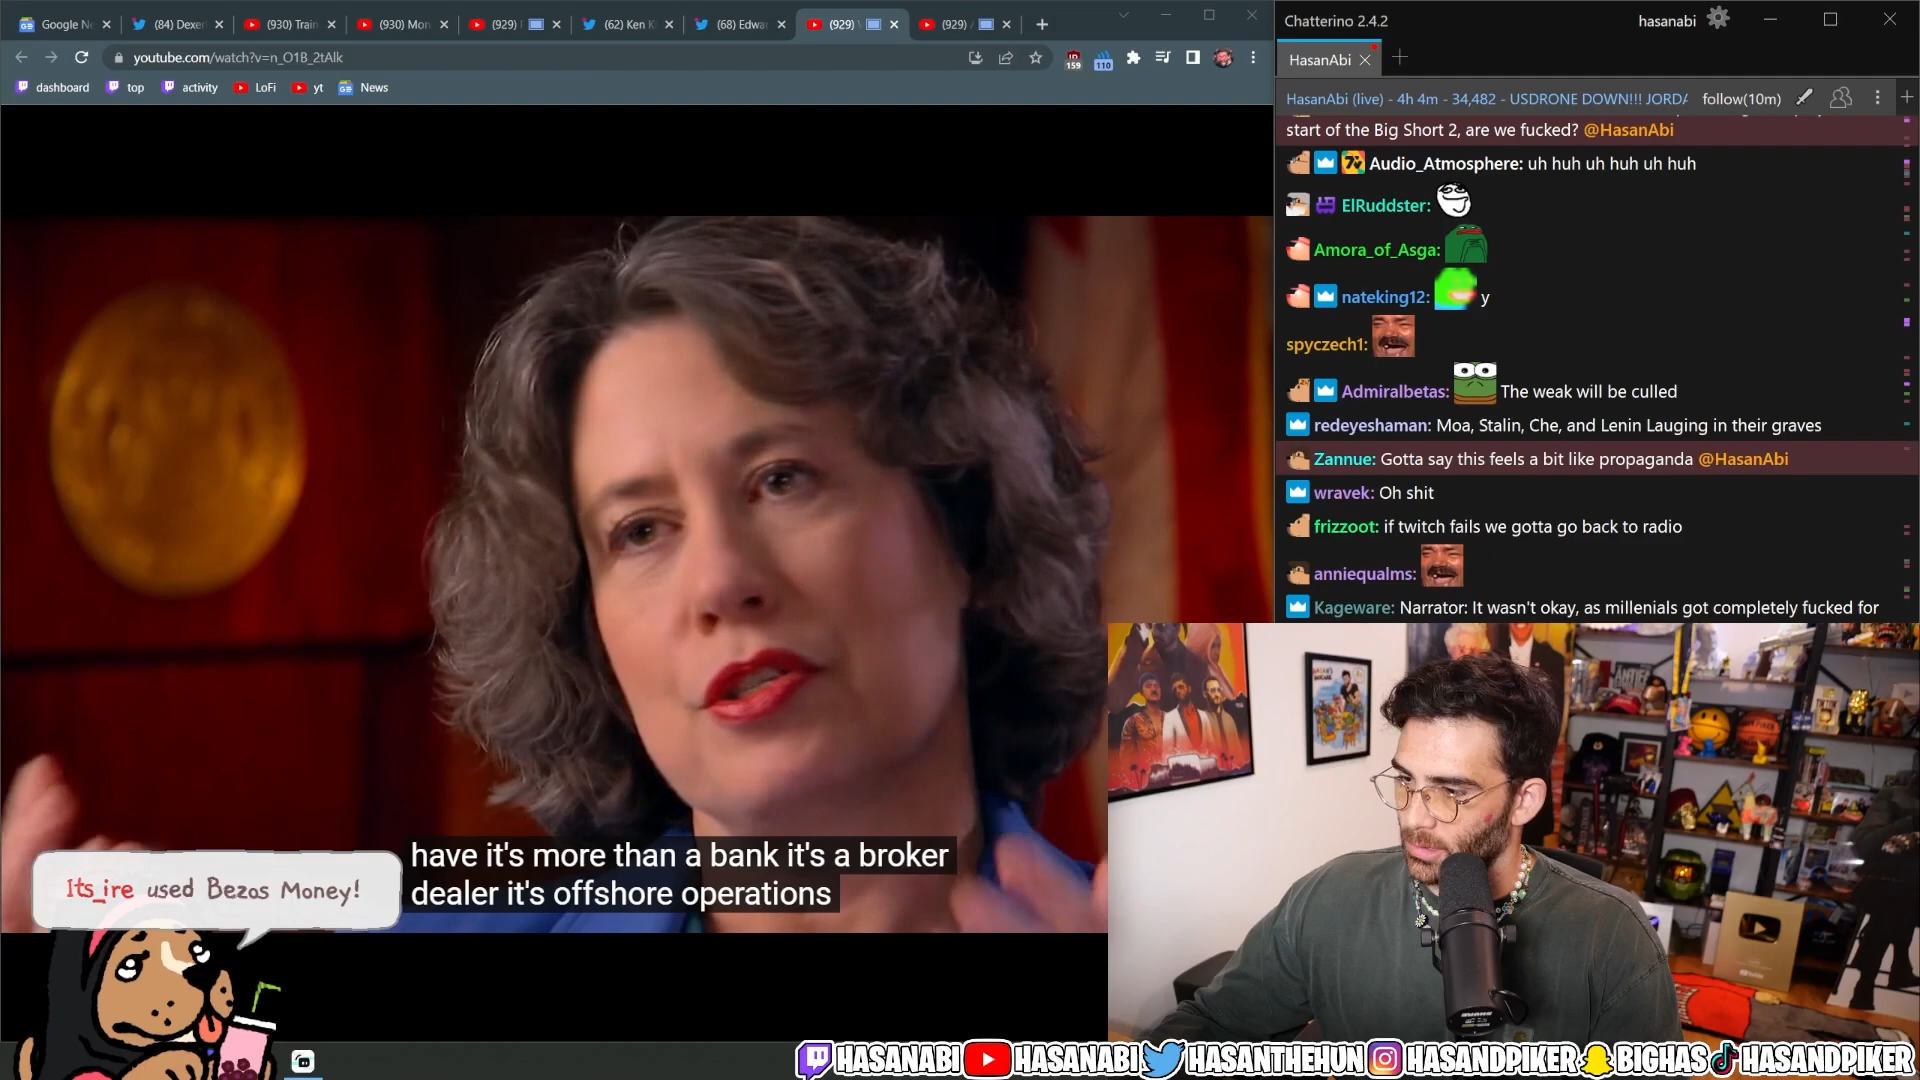 Google Ne
(84) Dexer
(930) Train
(930) Mon
(929)
(62) Ken K
(68) Edwa
(929)
(929)
youtube.com/watch?v=n_O1B_2tAlk
159
110
dashboard
top
activity
LoFi
yt
News
have it's more than a bank it's a broker
dealer it's offshore operations
Its_ire used Bezos Money!
Chatterino 2.4.2
hasanabi
HasanAbi
HasanAbi (live) - 4h 4m - 34,482 - USDRONE DOWN!!! JORDA
follow(10m)
start of the Big Short 2, are we fucked? @HasanAbi
Audio_Atmosphere: uh huh uh huh uh huh
ElRuddster:
Amora_of_Asga:
nateking12: y
spyczech1:
Admiralbetas: The weak will be culled
redeyeshaman: Moa, Stalin, Che, and Lenin Lauging in their graves
Zannue: Gotta say this feels a bit like propaganda @HasanAbi
wravek: Oh shit
frizzoot: if twitch fails we gotta go back to radio
anniequalms:
Kageware: Narrator: It wasn't okay, as millenials got completely fucked for
HASANABI HASANABI HASANTHEHUN HASANDPIKER BIGHAS HASANDPIKER